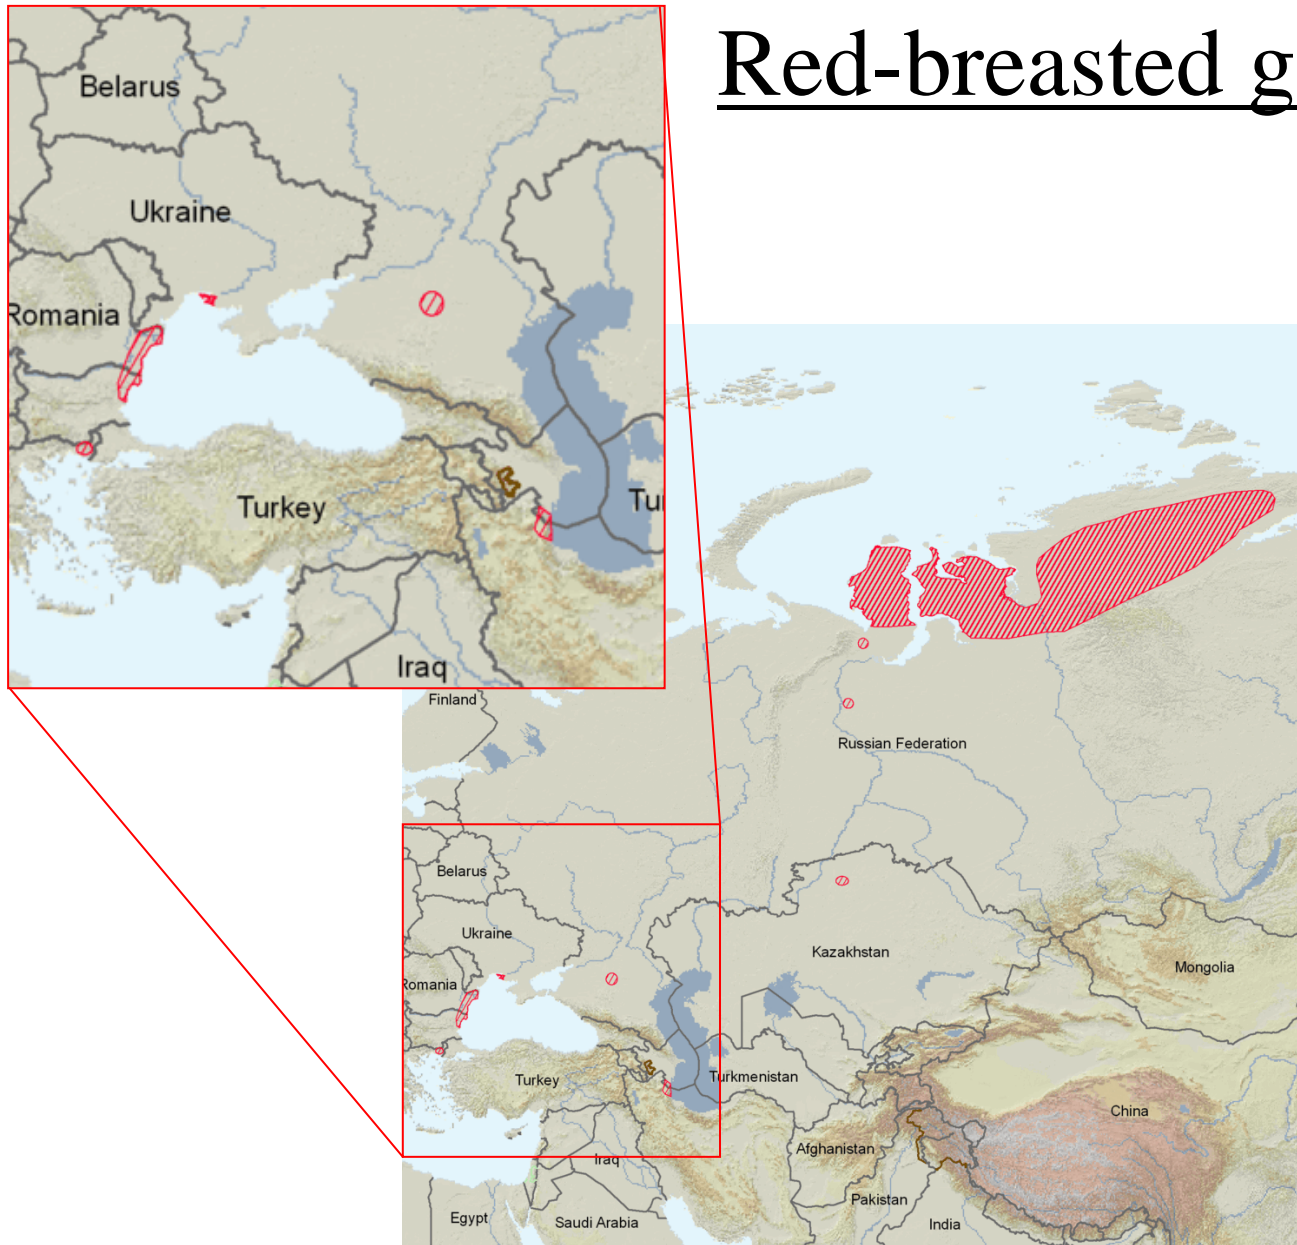 Red-breasted g
Belarus
Ukraine
Romania
Turkey
Tu
Iraq
Finland
Russian Federation
Belarus
Ukraine
Kazakhstan
Mongolia
Romania
Turkey
Turkmenistan
China
Iraq
Afghanistan
Pakistan
Egypt
Saudi Arabia
India